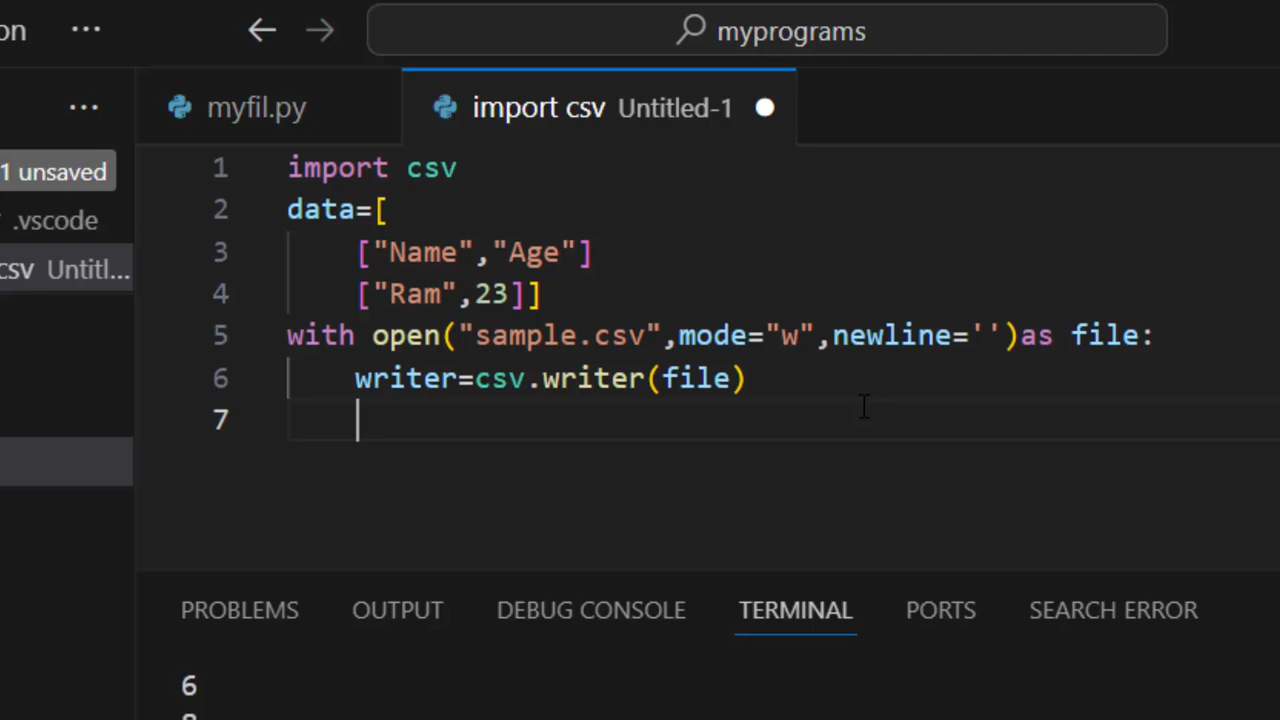 on ... ← → myprograms
... myfil.py import csv Untitled-1
1 unsaved
.vscode
csv Untitl...
1 import csv
2 data=[
3 ["Name","Age"]
4 ["Ram",23]]
5 with open("sample.csv",mode="w",newline='')as file:
6 writer=csv.writer(file)
7
PROBLEMS OUTPUT DEBUG CONSOLE TERMINAL PORTS SEARCH ERROR
6